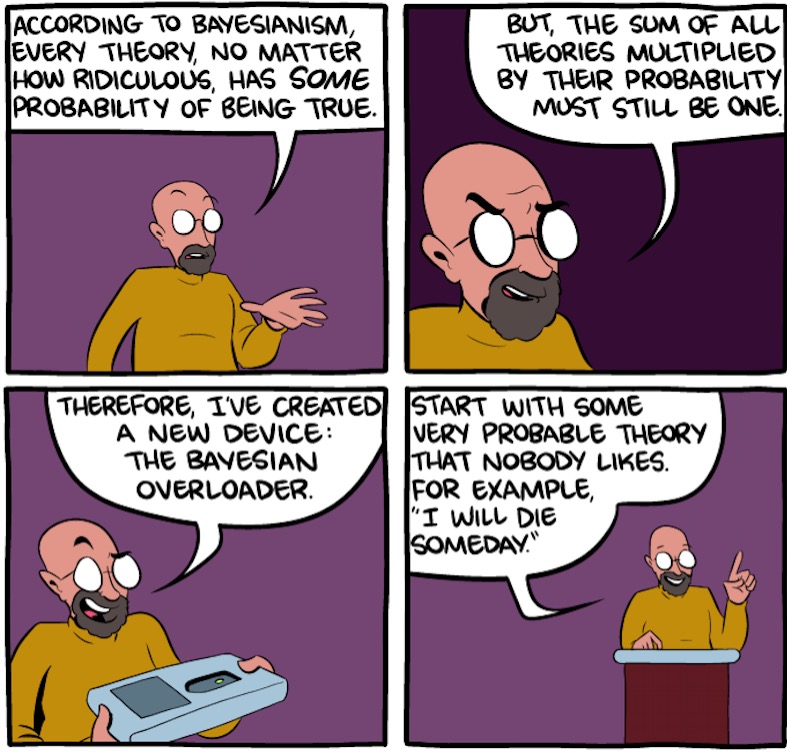 ACCORDING TO BAYESIANISM,
EVERY THEORY, NO MATTER
HOW RIDICULOUS, HAS SOME
PROBABILITY OF BEING TRUE.
BUT, THE SUM OF ALL
THEORIES MULTIPLIED
BY THEIR PROBABILITY
MUST STILL BE ONE.
THEREFORE, I'VE CREATED
A NEW DEVICE:
THE BAYESIAN
OVERLOADER.
START WITH SOME
VERY PROBABLE THEORY
THAT NOBODY LIKES.
FOR EXAMPLE,
"I WILL DIE
SOMEDAY."